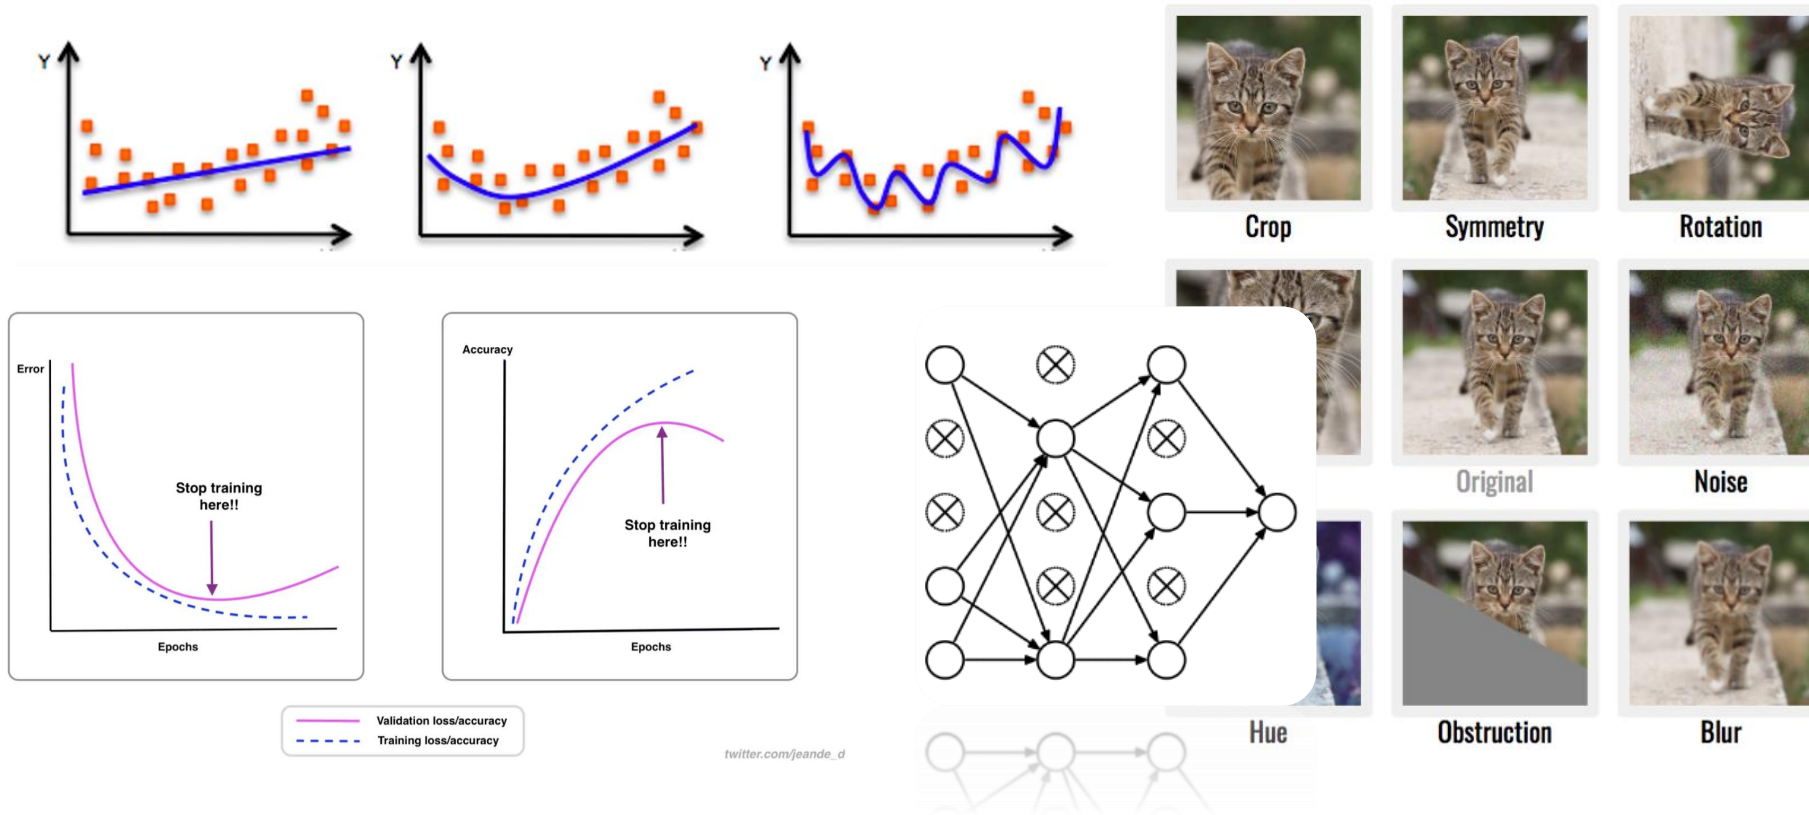 Y
Y
Y
Crop
Symmetry
Rotation
Error
Stop training
here!!
Epochs
Accuracy
Stop training
here!!
Epochs
Validation loss/accuracy
Training loss/accuracy
twitter.com/jeande_d
Original
Noise
Hue
Obstruction
Blur